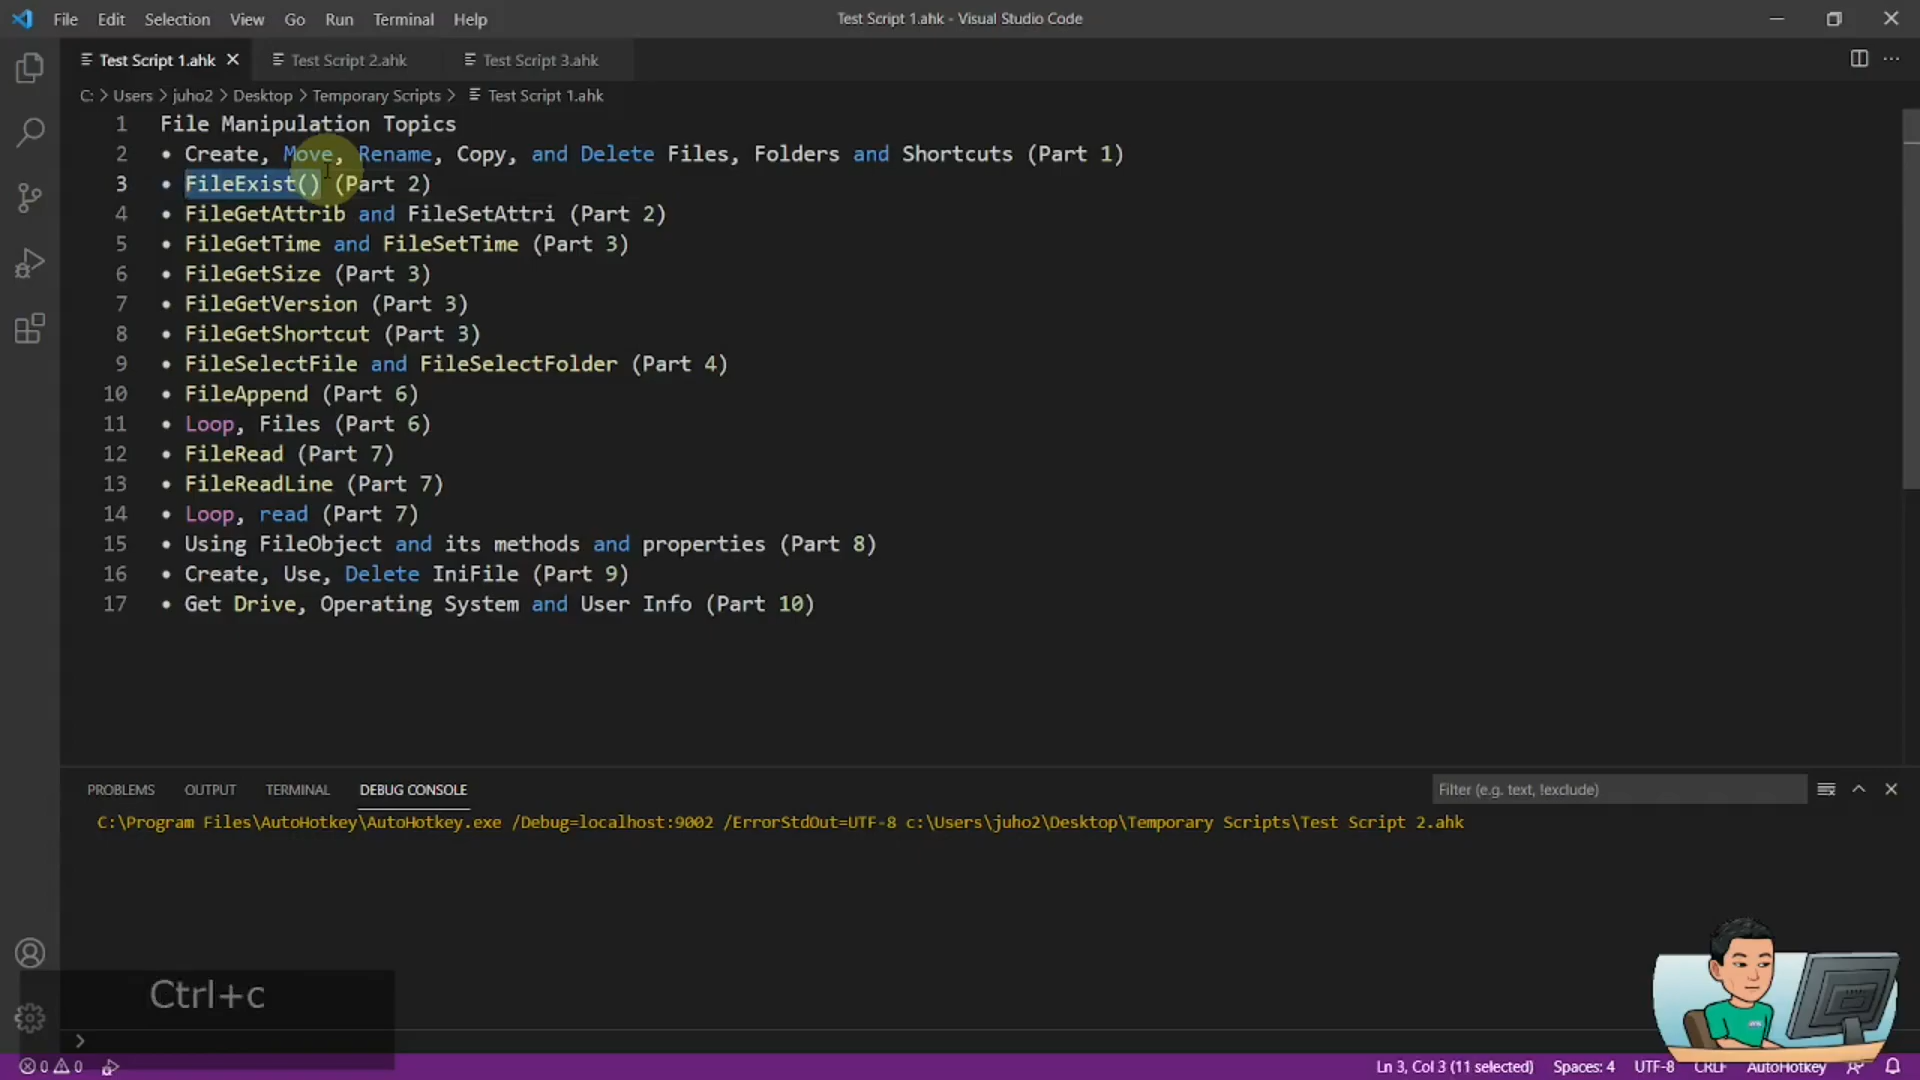 File Edit Selection View Go Run Terminal Help
Test Script 1.ahk - Visual Studio Code
Test Script 1.ahk Test Script 2.ahk Test Script 3.ahk
C: > Users > juho2 > Desktop > Temporary Scripts > Test Script 1.ahk
1 File Manipulation Topics
2 • Create, Move, Rename, Copy, and Delete Files, Folders and Shortcuts (Part 1)
3 • FileExist() (Part 2)
4 • FileGetAttrib and FileSetAttri (Part 2)
5 • FileGetTime and FileSetTime (Part 3)
6 • FileGetSize (Part 3)
7 • FileGetVersion (Part 3)
8 • FileGetShortcut (Part 3)
9 • FileSelectFile and FileSelectFolder (Part 4)
10 • FileAppend (Part 6)
11 • Loop, Files (Part 6)
12 • FileRead (Part 7)
13 • FileReadLine (Part 7)
14 • Loop, read (Part 7)
15 • Using FileObject and its methods and properties (Part 8)
16 • Create, Use, Delete IniFile (Part 9)
17 • Get Drive, Operating System and User Info (Part 10)
PROBLEMS OUTPUT TERMINAL DEBUG CONSOLE
Filter (e.g. text, !exclude)
C:\Program Files\AutoHotkey\AutoHotkey.exe /Debug=localhost:9002 /ErrorStdOut=UTF-8 c:\Users\juho2\Desktop\Temporary Scripts\Test Script 2.ahk
Ctrl+c
0 0
Ln 3, Col 3 (11 selected) Spaces: 4 UTF-8 CRLF AutoHotkey